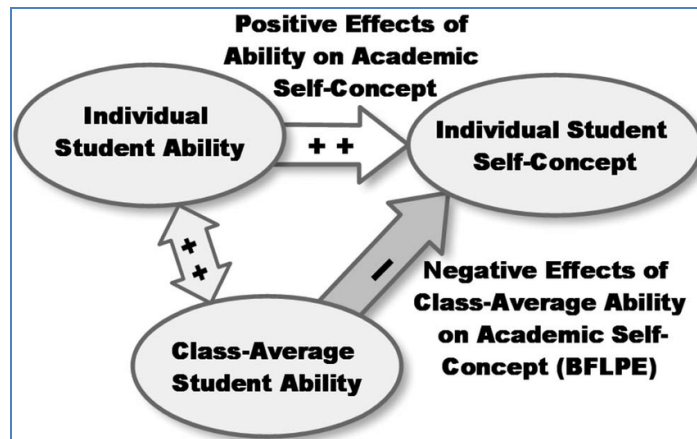 Positive Effects of
Ability on Academic
Self-Concept
Individual
Student Ability
+ +
Individual Student
Self-Concept
+
+
–
Negative Effects of
Class-Average Ability
on Academic Self-
Concept (BFLPE)
Class-Average
Student Ability